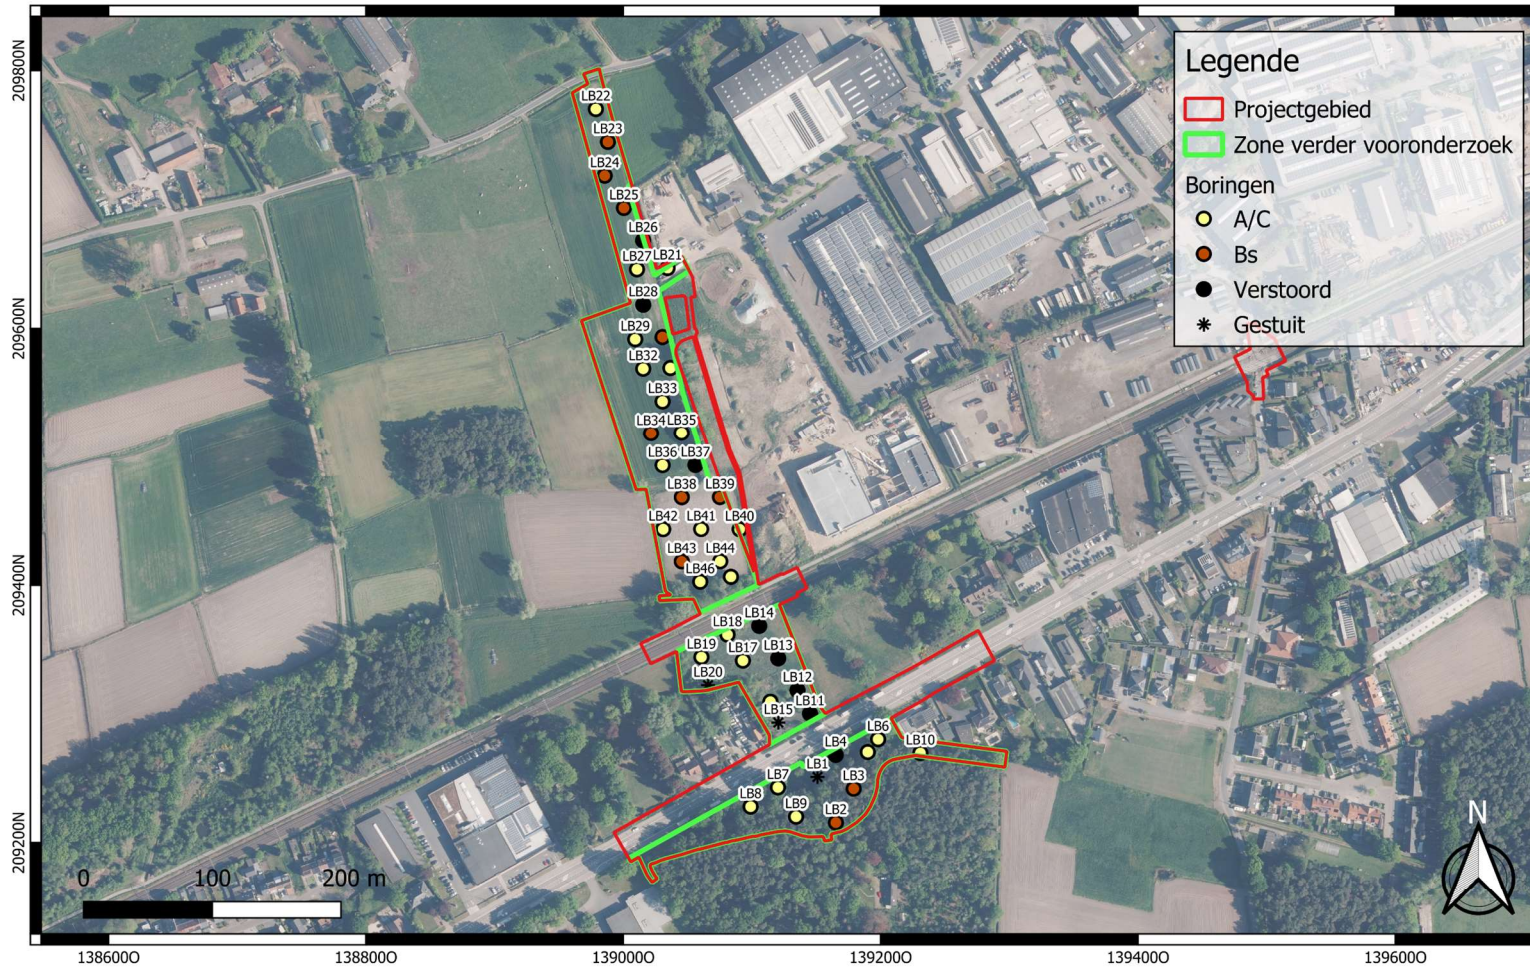 Legende
Projectgebied
Zone verder vooronderzoek
Boringen
A/C
Bs
Verstoord
Gestuit
209800N
209600N
209400N
209200N
LB22
LB23
LB24
LB25
LB26
LB27 LB21
LB28
LB29
LB32
LB33
LB34 LB35
LB36 LB37
LB38 LB39
LB42 LB41 LB40
LB43 LB44
LB46
LB14
LB18
LB19 LB17 LB13
LB20
LB12
LB15 LB11
LB6
LB4 LB10
LB1
LB7 LB3
LB8 LB9 LB2
N
0 100 200 m
138600O 138800O 139000O 139200O 139400O 139600O